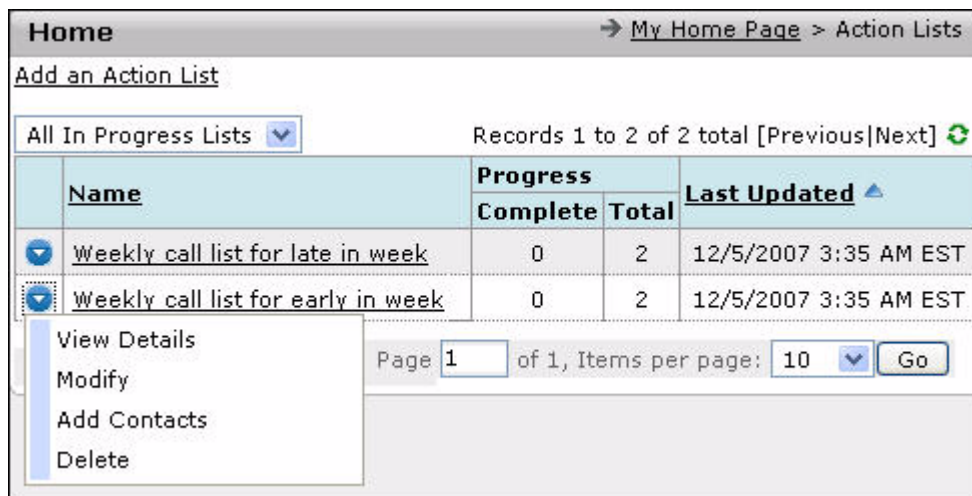 Home → My Home Page > Action Lists
Add an Action List
All In Progress Lists Records 1 to 2 of 2 total [Previous|Next]
Name Progress Last Updated
Complete Total
Weekly call list for late in week 0 2 12/5/2007 3:35 AM EST
Weekly call list for early in week 0 2 12/5/2007 3:35 AM EST
View Details
Page 1 of 1, Items per page: 10 Go
Modify
Add Contacts
Delete